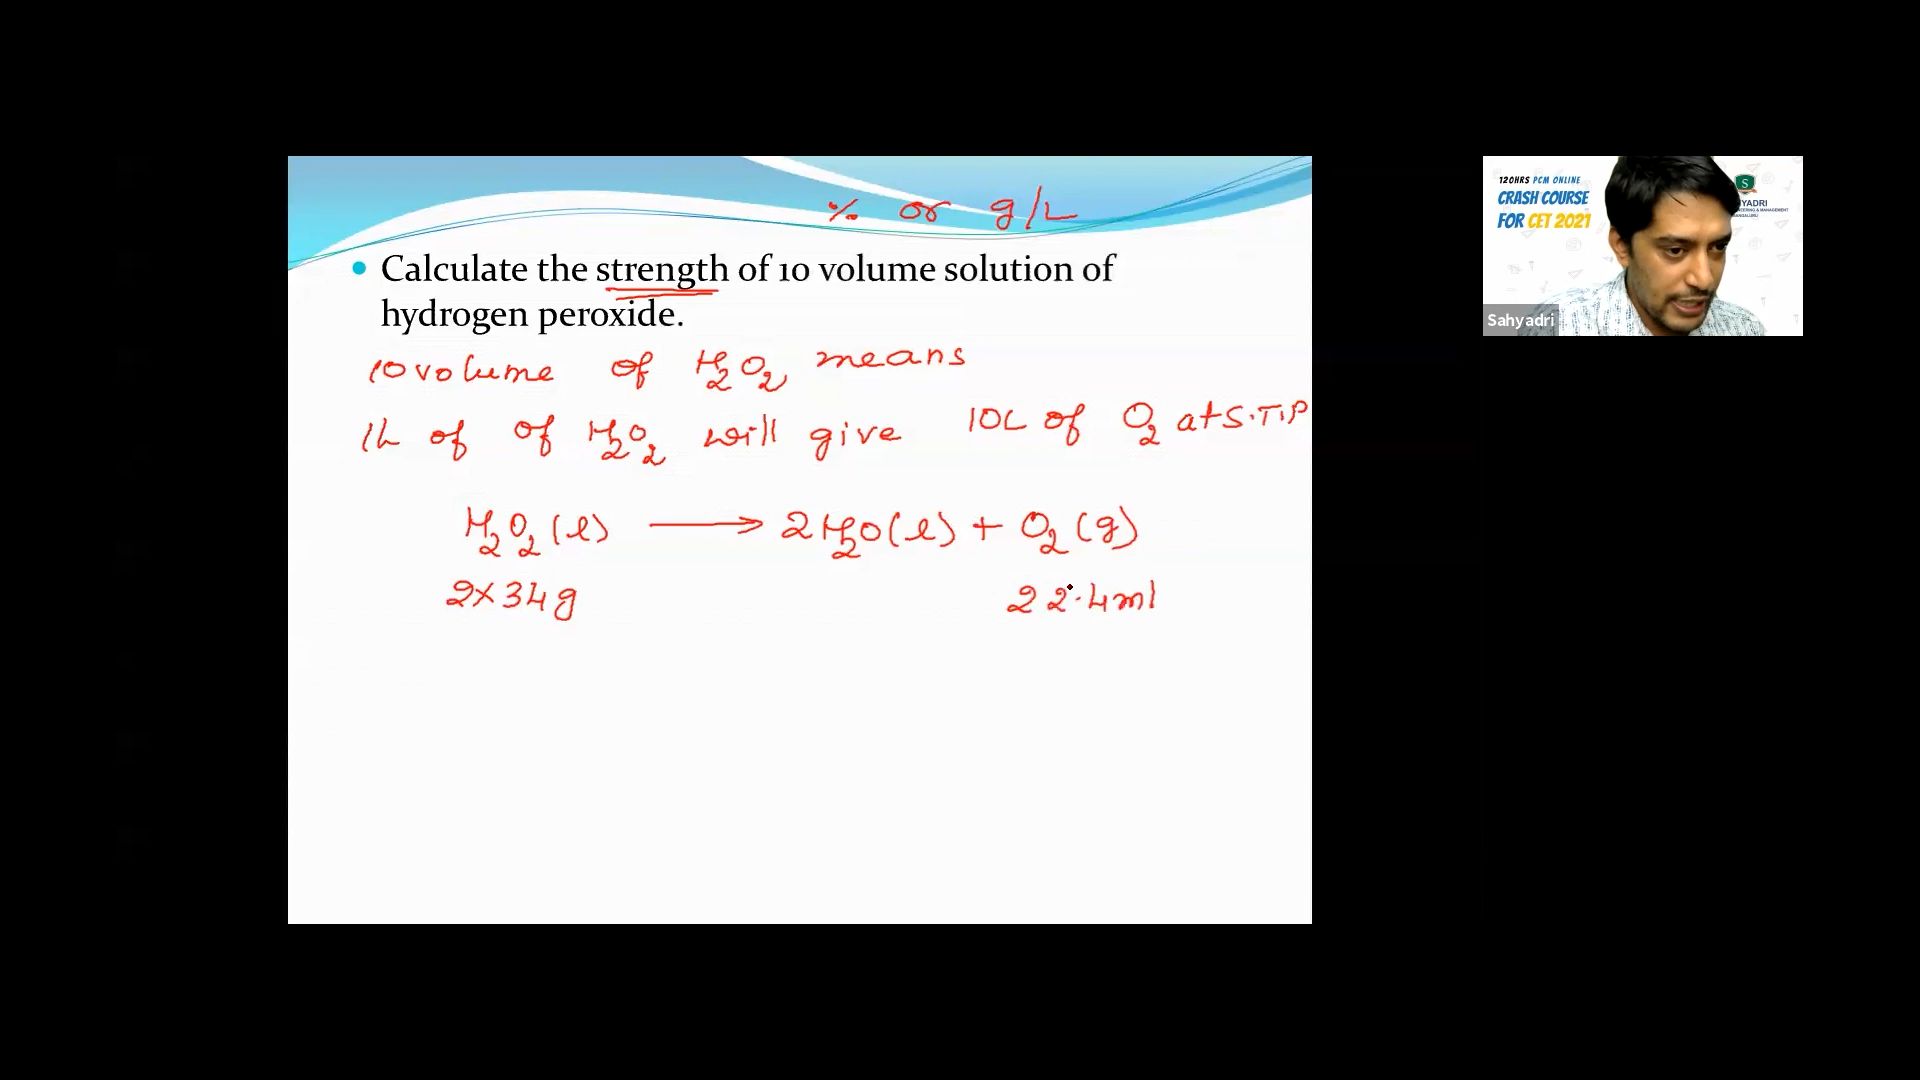 % or g/L
Calculate the strength of 10 volume solution of
hydrogen peroxide.
10 volume of H2O2 means
1L of of H2O2 will give 10L of O2 at S.T.P
H2O2(l) → 2H2O(l) + O2(g)
2×34g 22.4ml
120HRS PCM ONLINE
CRASH COURSE
FOR CET 2021
S
YADRI
Sahyadri